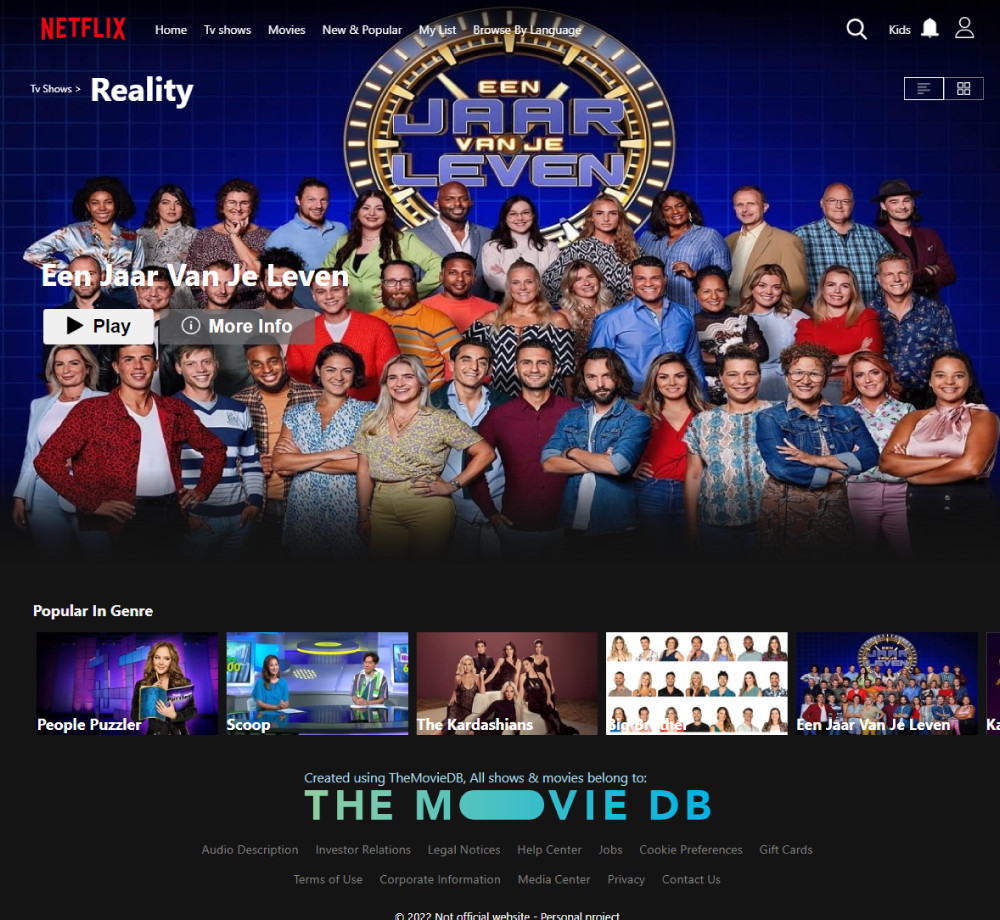 NETFLIX
Home Tv shows Movies New & Popular My List Browse By Language Kids
Tv Shows > Reality
EEN
JAAR
VAN JE
LEVEN
Een Jaar Van Je Leven
Play More Info
Popular In Genre
People Puzzler Scoop The Kardashians Big Brother Een Jaar Van Je Leven Ka
Created using TheMovieDB, All shows & movies belong to:
THE MOVIE DB
Audio Description Investor Relations Legal Notices Help Center Jobs Cookie Preferences Gift Cards
Terms of Use Corporate Information Media Center Privacy Contact Us
© 2022 Not official website - Personal project